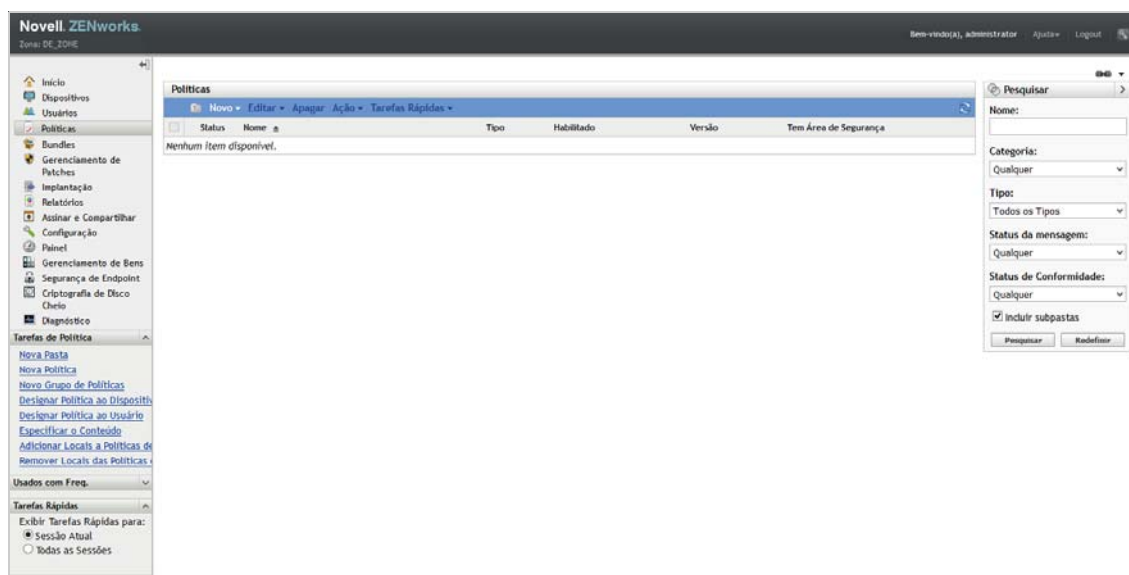 Novell. ZENworks.
Zona: DE_ZONE
Bem-vindo(a), administrator Ajuda Logout
Início
Dispositivos
Usuários
Políticas
Bundles
Gerenciamento de
Patches
Implantação
Relatórios
Assinar e Compartilhar
Configuração
Painel
Gerenciamento de Bens
Segurança de Endpoint
Criptografia de Disco
Cheio
Diagnóstico
Tarefas de Política
Nova Pasta
Nova Política
Novo Grupo de Políticas
Designar Política ao Dispositiv
Designar Política ao Usuário
Especificar o Conteúdo
Adicionar Locais a Políticas de
Remover Locais das Políticas
Usados com Freq.
Tarefas Rápidas
Exibir Tarefas Rápidas para:
Sessão Atual
Todas as Sessões
Políticas
Novo Editar Apagar Ação Tarefas Rápidas
Status Nome Tipo Habilitado Versão Tem Área de Segurança
Nenhum item disponível.
Pesquisar
Nome:
Categoria:
Qualquer
Tipo:
Todos os Tipos
Status da mensagem:
Qualquer
Status de Conformidade:
Qualquer
Incluir subpastas
Pesquisar Redefinir